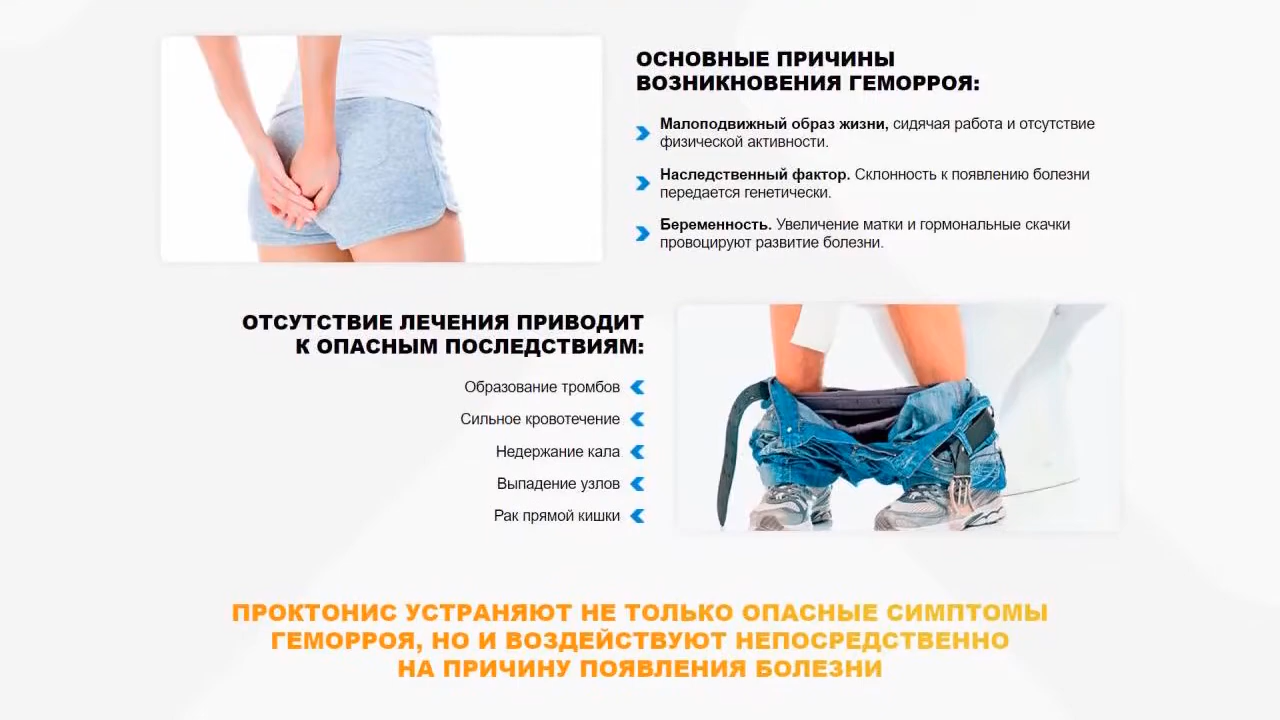 ОСНОВНЫЕ ПРИЧИНЫ
ВОЗНИКНОВЕНИЯ ГЕМОРРОЯ:
Малоподвижный образ жизни, сидячая работа и отсутствие
физической активности.
Наследственный фактор. Склонность к появлению болезни
передается генетически.
Беременность. Увеличение матки и гормональные скачки
провоцируют развитие болезни.
ОТСУТСТВИЕ ЛЕЧЕНИЯ ПРИВОДИТ
К ОПАСНЫМ ПОСЛЕДСТВИЯМ:
Образование тромбов
Сильное кровотечение
Недержание кала
Выпадение узлов
Рак прямой кишки
ПРОКТОНИС УСТРАНЯЮТ НЕ ТОЛЬКО ОПАСНЫЕ СИМПТОМЫ
ГЕМОРРОЯ, НО И ВОЗДЕЙСТВУЮТ НЕПОСРЕДСТВЕННО
НА ПРИЧИНУ ПОЯВЛЕНИЯ БОЛЕЗНИ